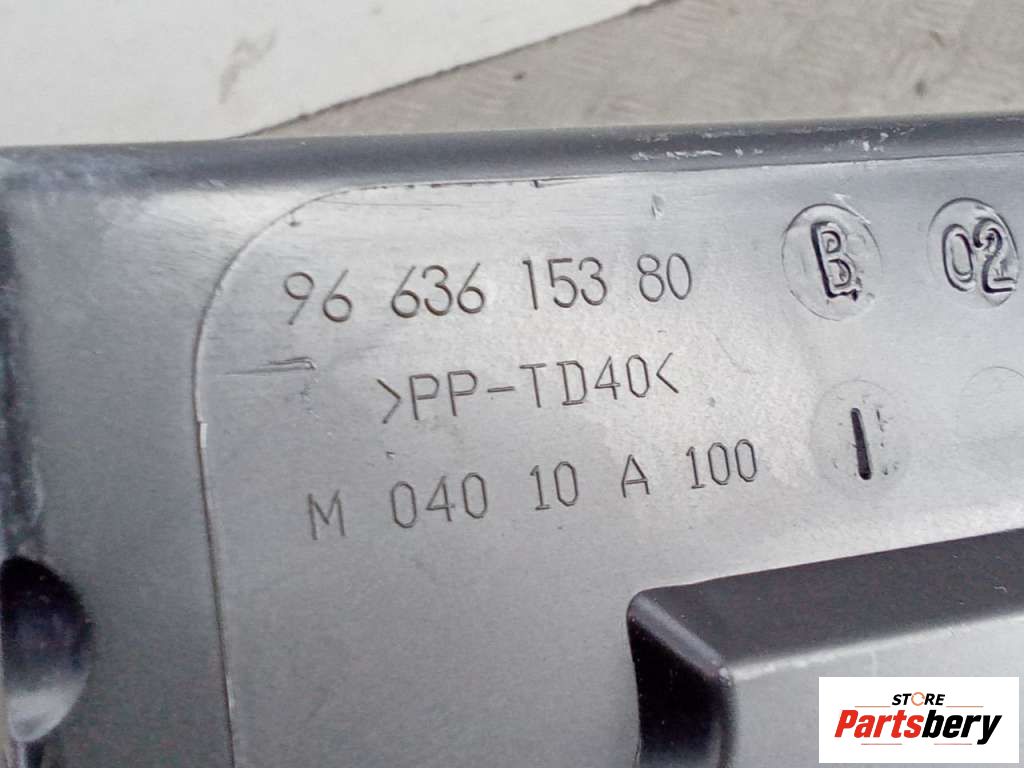 96 636 153 80
B 02
>PP-TD40<
M 040 10 A 100
STORE
Partsbery